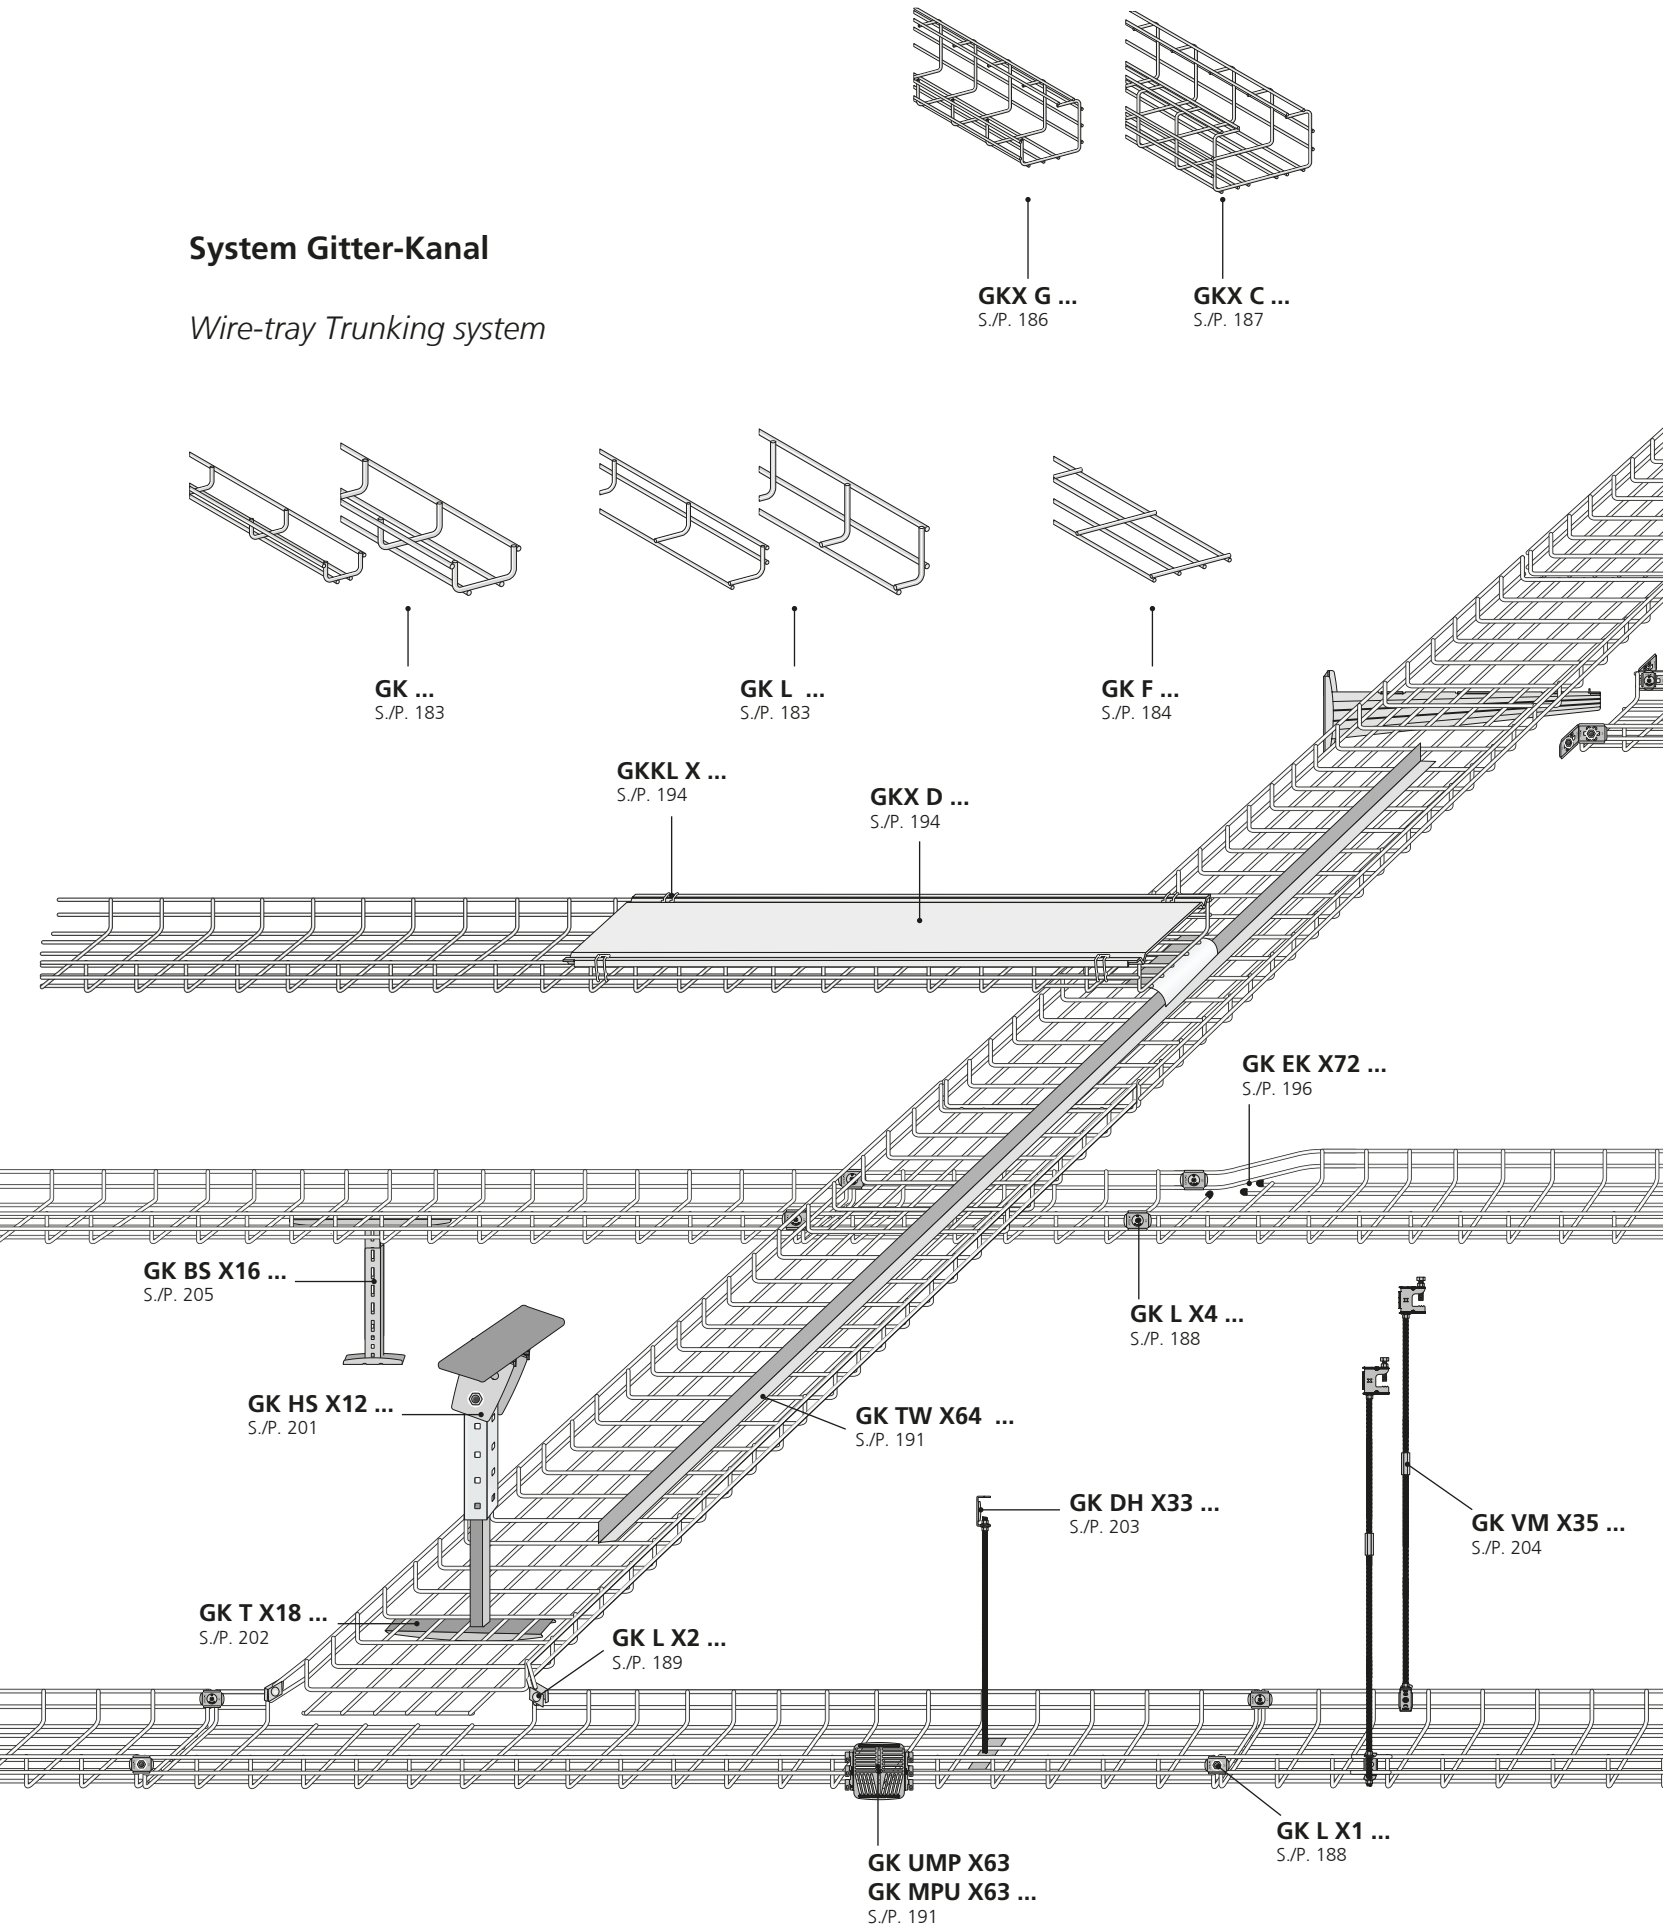 System Gitter-Kanal
Wire-tray Trunking system
GKX G ...
S./P. 186
GKX C ...
S./P. 187
GK ...
S./P. 183
GK L ...
S./P. 183
GK F ...
S./P. 184
GKKL X ...
S./P. 194
GKX D ...
S./P. 194
GK EK X72 ...
S./P. 196
GK BS X16 ...
S./P. 205
GK L X4 ...
S./P. 188
GK HS X12 ...
S./P. 201
GK TW X64 ...
S./P. 191
GK DH X33 ...
S./P. 203
GK VM X35 ...
S./P. 204
GK T X18 ...
S./P. 202
GK L X2 ...
S./P. 189
GK L X1 ...
S./P. 188
GK UMP X63
GK MPU X63 ...
S./P. 191